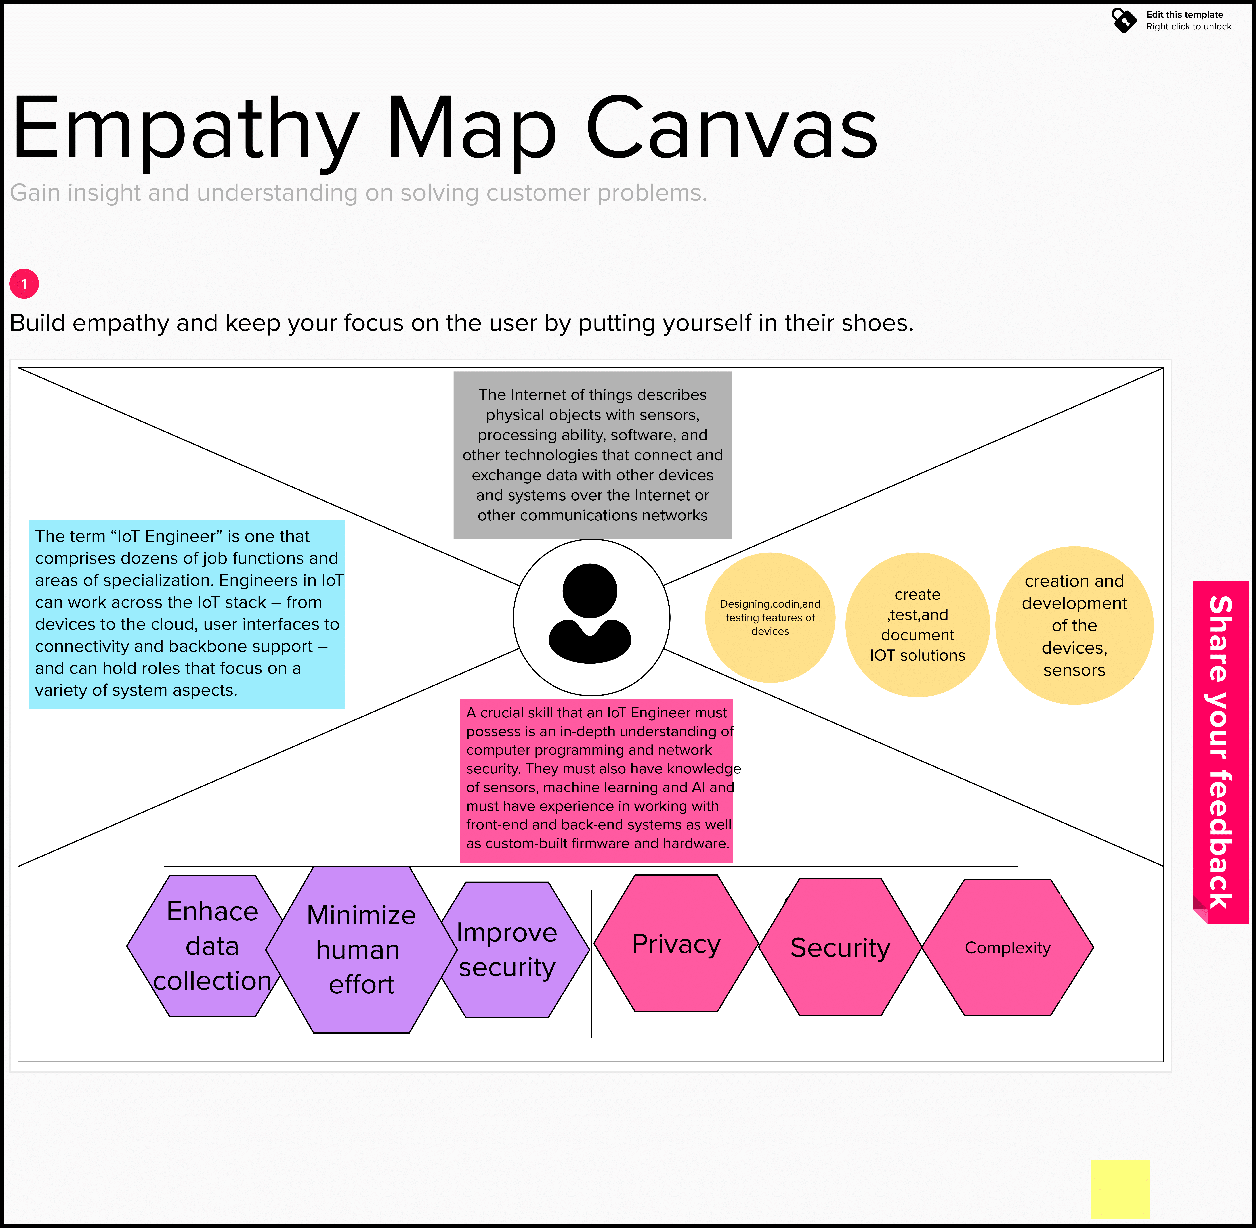 Edit this template
Right-click to unlock
Empathy Map Canvas
Gain insight and understanding on solving customer problems.
1
Build empathy and keep your focus on the user by putting yourself in their shoes.
The Internet of things describes
physical objects with sensors,
processing ability, software, and
other technologies that connect and
exchange data with other devices
and systems over the Internet or
other communications networks
The term “IoT Engineer” is one that
comprises dozens of job functions and
areas of specialization. Engineers in IoT
can work across the IoT stack – from
devices to the cloud, user interfaces to
connectivity and backbone support –
and can hold roles that focus on a
variety of system aspects.
Designing,codin,and
testing features of
devices
create
,test,and
document
IOT solutions
creation and
development
of the
devices,
sensors
Share your feedback
A crucial skill that an IoT Engineer must
possess is an in-depth understanding of
computer programming and network
security. They must also have knowledge
of sensors, machine learning and AI and
must have experience in working with
front-end and back-end systems as well
as custom-built firmware and hardware.
Enhace
data
collection
Minimize
human
effort
Improve
security
Privacy
Security
Complexity